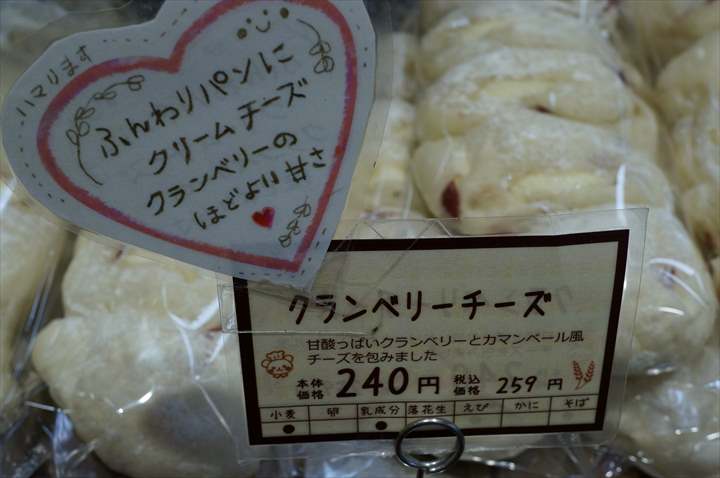 ハマります
ふんわりパンに
クリームチーズ
クランベリーの
ほどよい甘さ
クランベリーチーズ
甘酸っぱいクランベリーとカマンベール風
チーズを包みました
本体価格 240円 税込価格 259円
小麦 卵 乳成分 落花生 えび かに そば
● ●